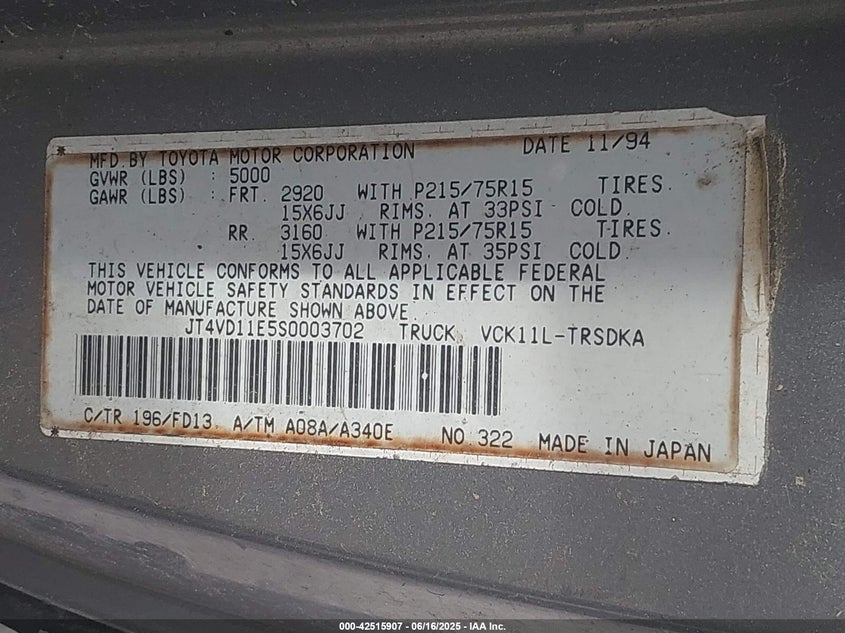 MFD. BY TOYOTA MOTOR CORPORATION DATE 11/94
GVWR (LBS) : 5000
GAWR (LBS) : FRT. 2920 WITH P215/75R15 TIRES.
15X6JJ RIMS. AT 33PSI COLD.
RR. 3160 WITH P215/75R15 TIRES.
15X6JJ RIMS. AT 35PSI COLD.
THIS VEHICLE CONFORMS TO ALL APPLICABLE FEDERAL
MOTOR VEHICLE SAFETY STANDARDS IN EFFECT ON THE
DATE OF MANUFACTURE SHOWN ABOVE.
JT4VD11E5S0003702 TRUCK VCK11L-TRSDKA
C/TR 196/FD13 A/TM A08A/A340E NO.322 MADE IN JAPAN
000-42515907 - 06/16/2025 - IAA Inc.